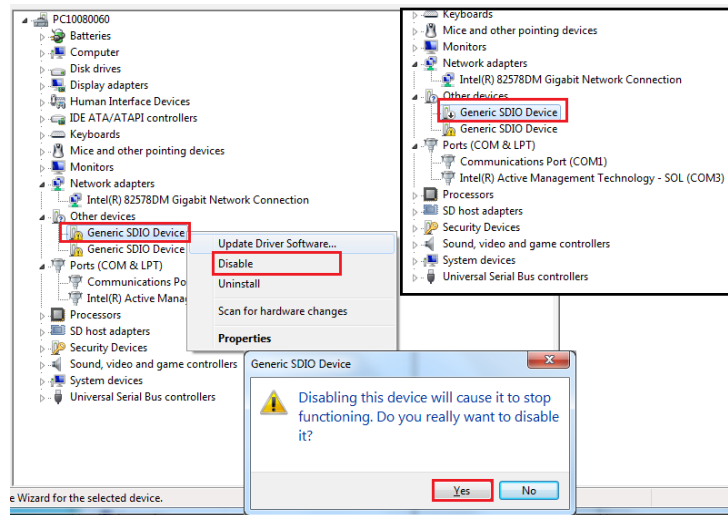 PC10080060
Batteries
Computer
Disk drives
Display adapters
Human Interface Devices
IDE ATA/ATAPI controllers
Keyboards
Mice and other pointing devices
Monitors
Network adapters
Intel(R) 82578DM Gigabit Network Connection
Other devices
Generic SDIO Device
Generic SDIO Device
Ports (COM & LPT)
Communications Po
Intel(R) Active Manag
Processors
SD host adapters
Security Devices
Sound, video and game controllers
System devices
Universal Serial Bus controllers
e Wizard for the selected device.
Update Driver Software...
Disable
Uninstall
Scan for hardware changes
Properties
Keyboards
Mice and other pointing devices
Monitors
Network adapters
Intel(R) 82578DM Gigabit Network Connection
Other devices
Generic SDIO Device
Generic SDIO Device
Ports (COM & LPT)
Communications Port (COM1)
Intel(R) Active Management Technology - SOL (COM3)
Processors
SD host adapters
Security Devices
Sound, video and game controllers
System devices
Universal Serial Bus controllers
Generic SDIO Device
Disabling this device will cause it to stop
functioning. Do you really want to disable
it?
Yes
No